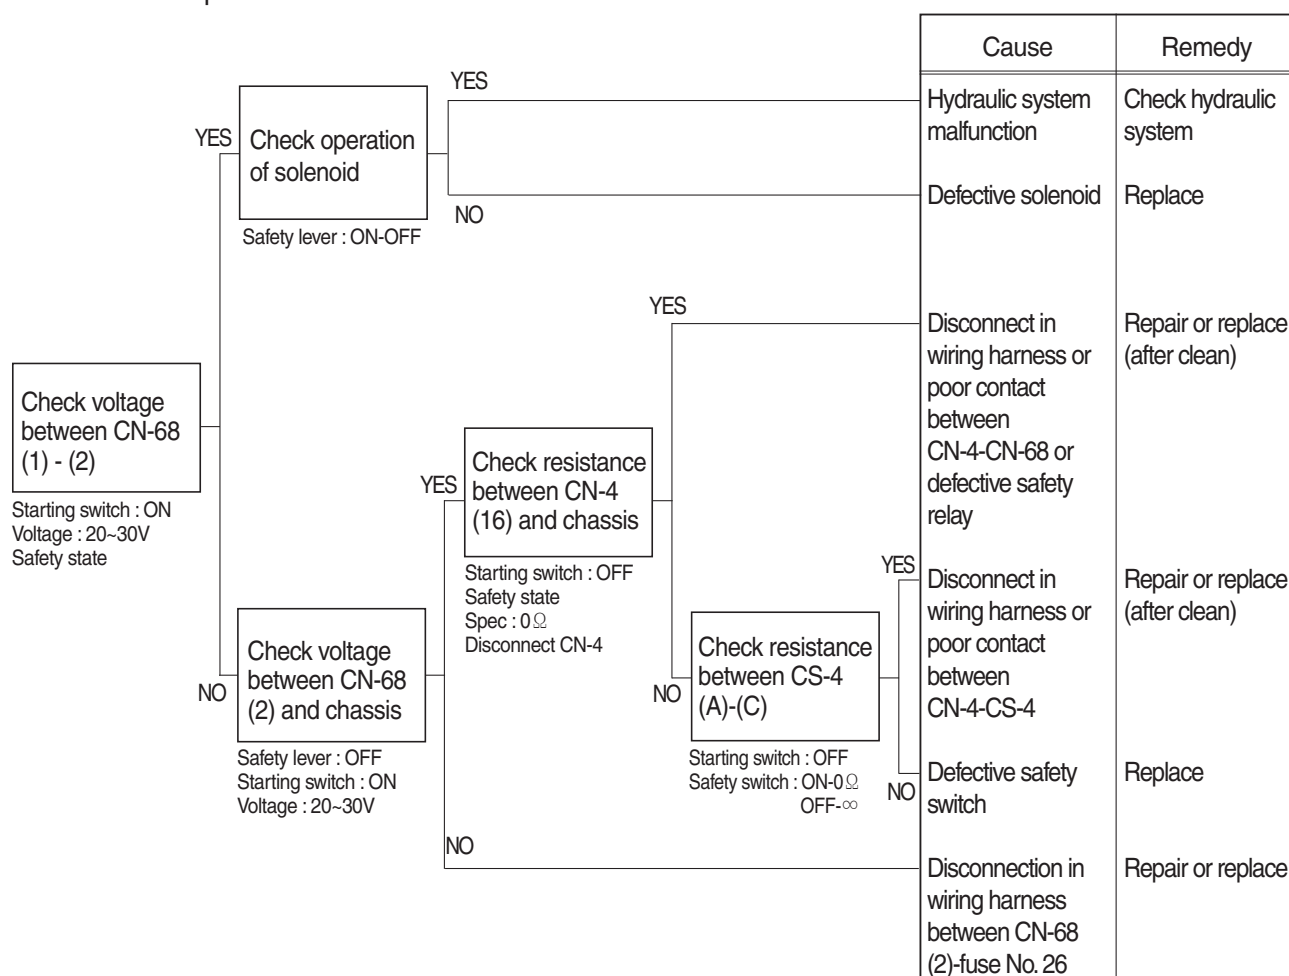 Cause
Remedy
YES
Hydraulic system
malfunction
Check hydraulic
system
YES
Check operation
of solenoid
NO
Defective solenoid
Replace
Safety lever : ON-OFF
YES
Disconnect in
wiring harness or
poor contact
between
CN-4-CN-68 or
defective safety
relay
Repair or replace
(after clean)
Check voltage
between CN-68
(1) - (2)
Starting switch : ON
Voltage : 20~30V
Safety state
YES
Check resistance
between CN-4
(16) and chassis
Starting switch : OFF
Safety state
Spec : 0Ω
Disconnect CN-4
YES
Disconnect in
wiring harness or
poor contact
between
CN-4-CS-4
Repair or replace
(after clean)
NO
Check voltage
between CN-68
(2) and chassis
Safety lever : OFF
Starting switch : ON
Voltage : 20~30V
NO
Check resistance
between CS-4
(A)-(C)
Starting switch : OFF
Safety switch : ON-0Ω
OFF-∞
NO
Defective safety
switch
Replace
NO
Disconnection in
wiring harness
between CN-68
(2)-fuse No. 26
Repair or replace